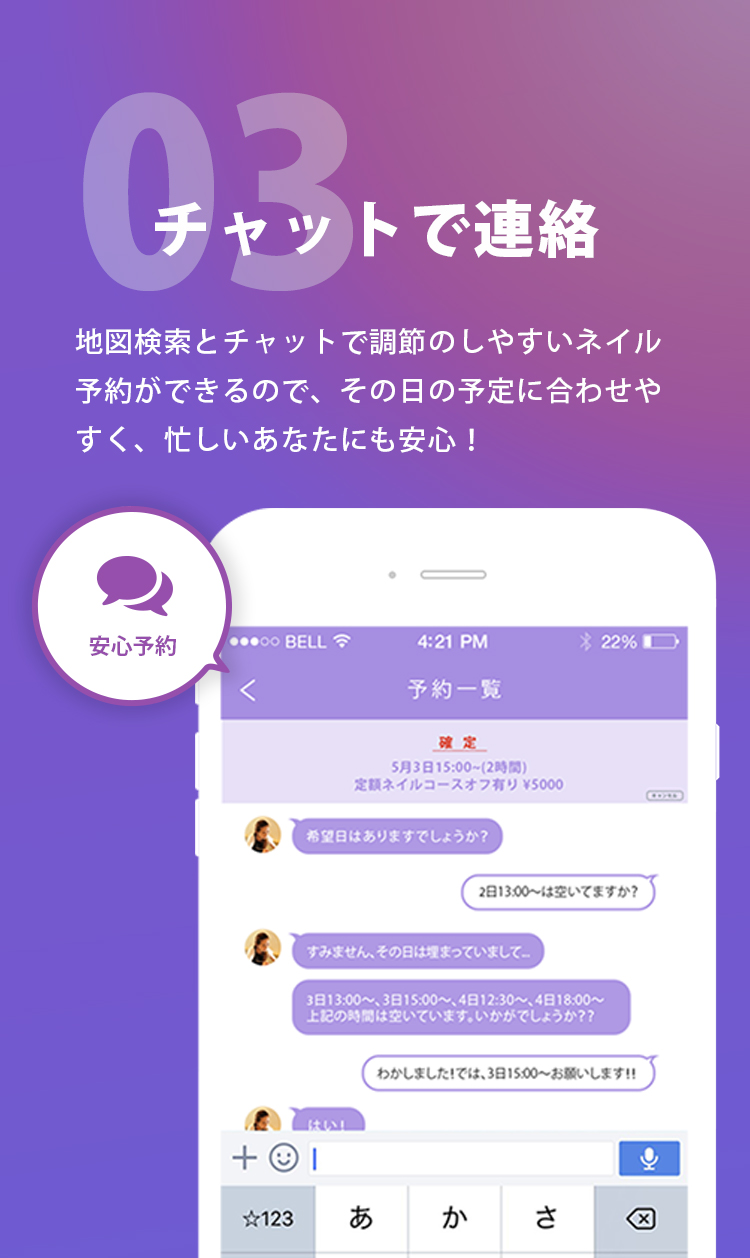 03
チャットで連絡
地図検索とチャットで調節のしやすいネイル
予約ができるので、その日の予定に合わせや
すく、忙しいあなたにも安心！
安心予約
BELL 4:21 PM 22%
予約一覧
確 定
5月3日15:00~(2時間)
定額ネイルコースオフ有り ¥5000
キャンセル
希望日はありますでしょうか？
2日13:00〜は空いてますか？
すみません、その日は埋まっていまして...
3日13:00〜、3日15:00〜、4日12:30〜、4日18:00〜
上記の時間は空いています。いかがでしょうか？？
わかしました！では、3日15:00〜お願いします!!
はい！
☆123 あ か さ